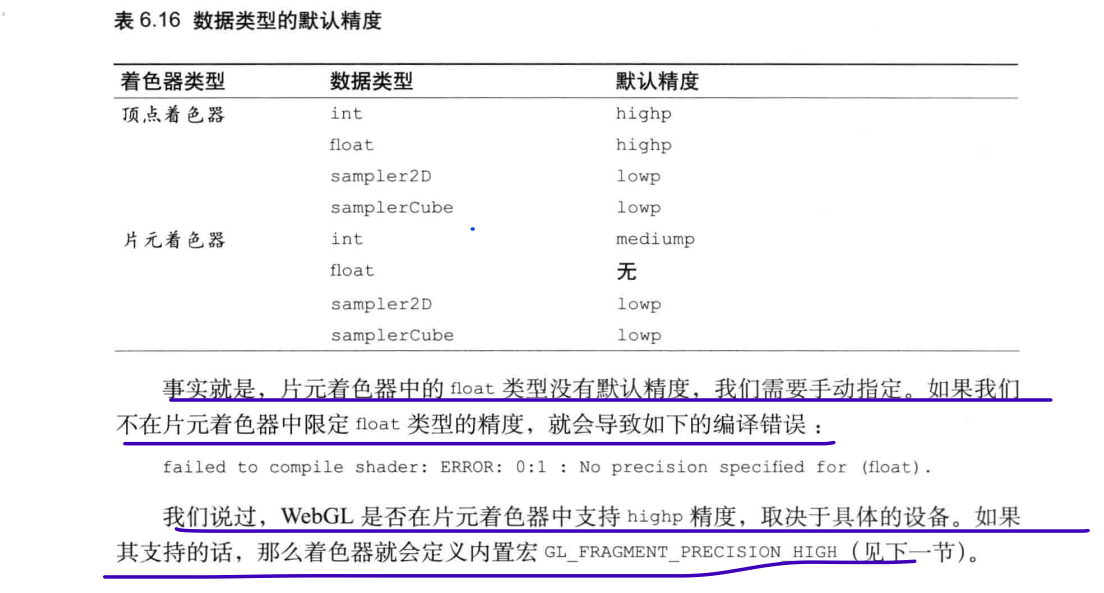 表 6.16 数据类型的默认精度
着色器类型 数据类型 默认精度
顶点着色器 int highp
float highp
sampler2D lowp
samplerCube lowp
片元着色器 int mediump
float 无
sampler2D lowp
samplerCube lowp
事实就是，片元着色器中的 float 类型没有默认精度，我们需要手动指定。如果我们
不在片元着色器中限定 float 类型的精度，就会导致如下的编译错误：
failed to compile shader: ERROR: 0:1 : No precision specified for (float).
我们说过，WebGL 是否在片元着色器中支持 highp 精度，取决于具体的设备。如果
其支持的话，那么着色器就会定义内置宏 GL_FRAGMENT_PRECISION_HIGH（见下一节）。